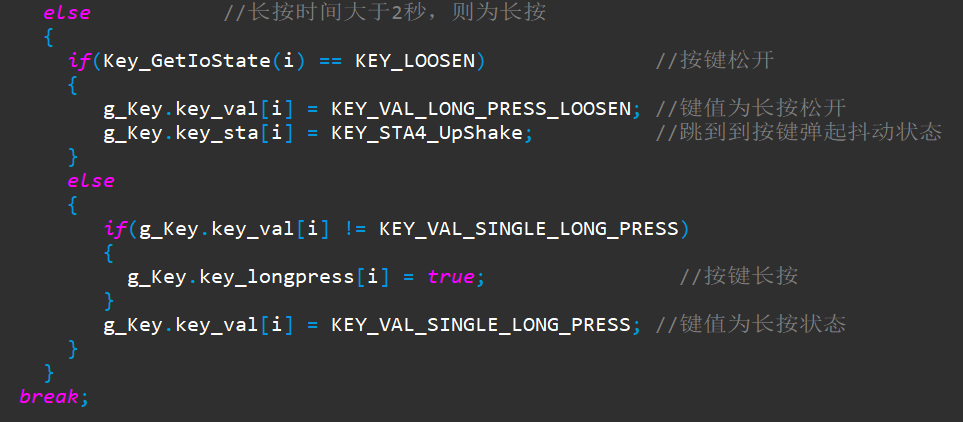 else //长按时间大于2秒，则为长按
{
if(Key_GetIoState(i) == KEY_LOOSEN) //按键松开
{
g_Key.key_val[i] = KEY_VAL_LONG_PRESS_LOOSEN; //键值为长按松开
g_Key.key_sta[i] = KEY_STA4_UpShake; //跳到到按键弹起抖动状态
}
else
{
if(g_Key.key_val[i] != KEY_VAL_SINGLE_LONG_PRESS)
{
g_Key.key_longpress[i] = true; //按键长按
}
g_Key.key_val[i] = KEY_VAL_SINGLE_LONG_PRESS; //键值为长按状态
}
}
break;